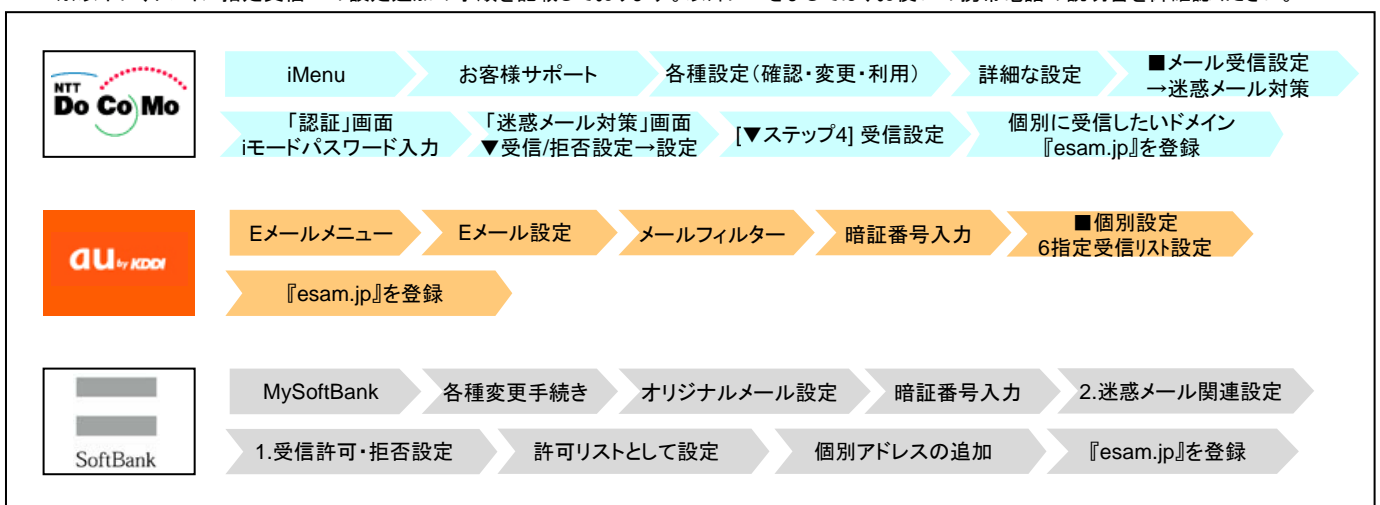 NTT
Do Co Mo
iMenu
お客様サポート
各種設定（確認・変更・利用）
詳細な設定
■メール受信設定
→迷惑メール対策
「認証」画面
iモードパスワード入力
「迷惑メール対策」画面
▼受信/拒否設定→設定
[▼ステップ4] 受信設定
個別に受信したいドメイン
『esam.jp』を登録
au by KDDI
Eメールメニュー
Eメール設定
メールフィルター
暗証番号入力
■個別設定
6指定受信リスト設定
『esam.jp』を登録
SoftBank
MySoftBank
各種変更手続き
オリジナルメール設定
暗証番号入力
2.迷惑メール関連設定
1.受信許可・拒否設定
許可リストとして設定
個別アドレスの追加
『esam.jp』を登録